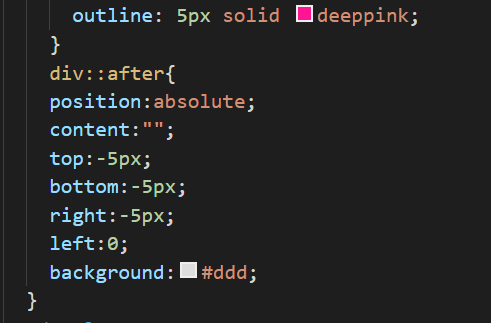 outline: 5px solid deeppink;
}
div::after{
position:absolute;
content:"";
top:-5px;
bottom:-5px;
right:-5px;
left:0;
background:#ddd;
}